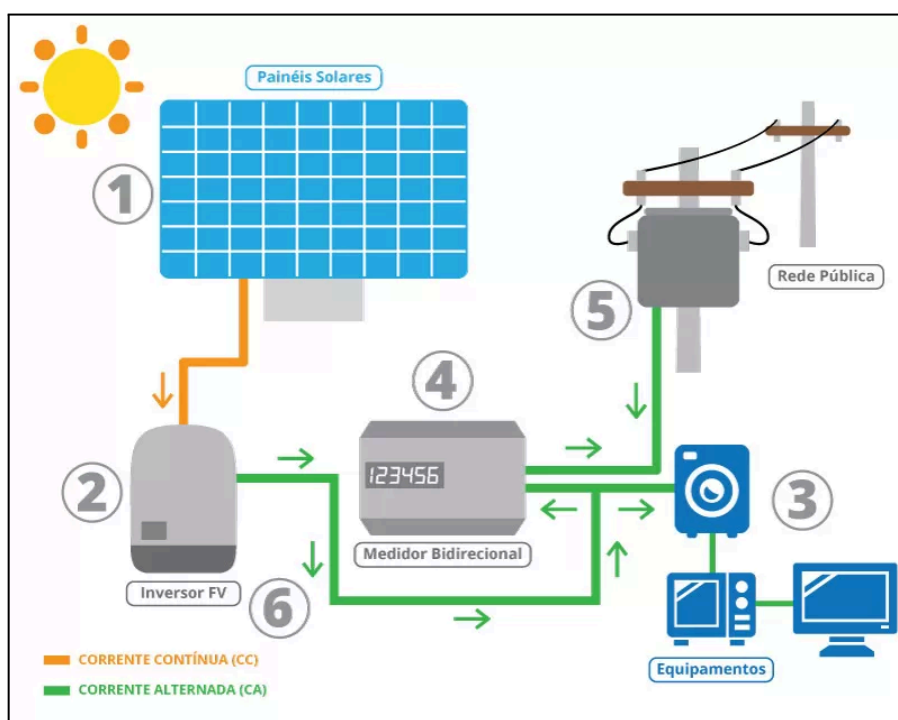 Painéis Solares
1
5
Rede Pública
4
2
123456
3
Medidor Bidirecional
Inversor FV
6
Equipamentos
CORRENTE CONTÍNUA (CC)
CORRENTE ALTERNADA (CA)